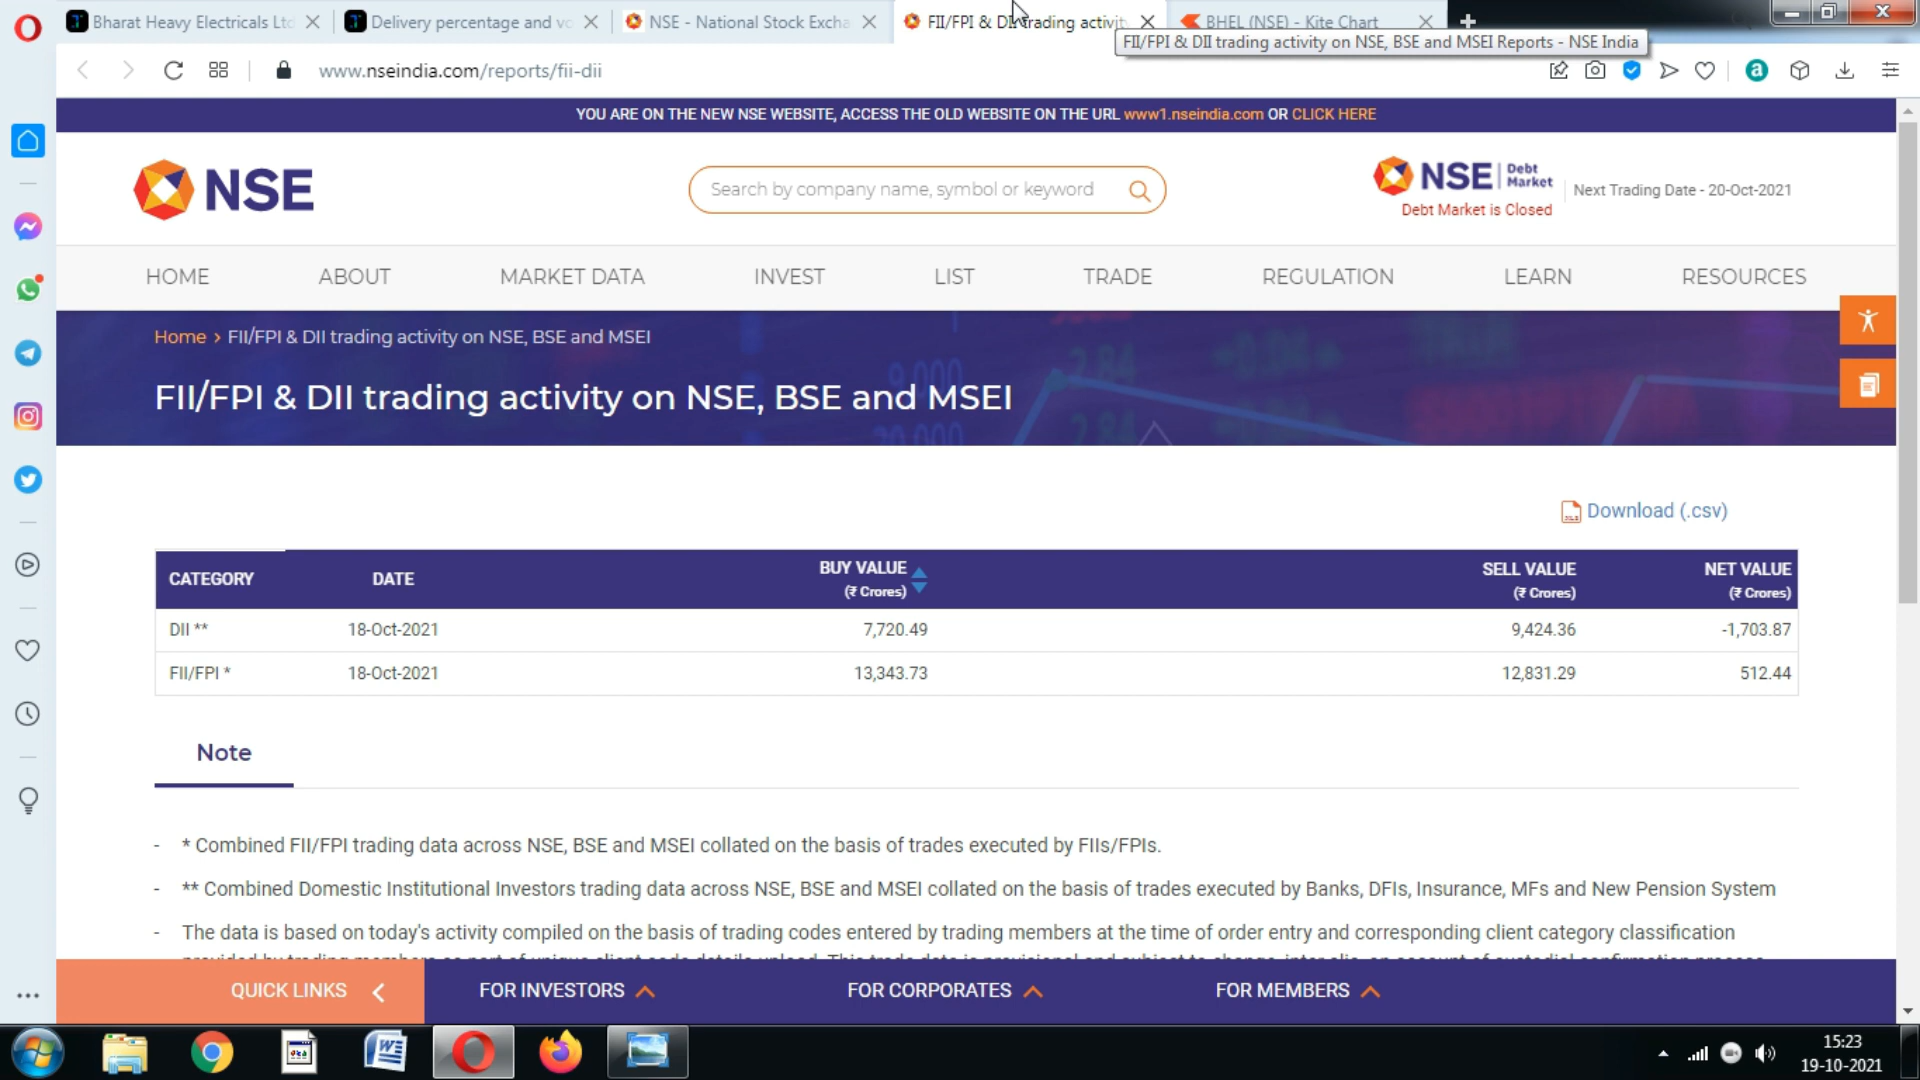 Bharat Heavy Electricals Ltd
Delivery percentage and vo
NSE - National Stock Excha
FII/FPI & DII trading activit
BHEL (NSE) - Kite Chart
FII/FPI & DII trading activity on NSE, BSE and MSEI Reports - NSE India
www.nseindia.com/reports/fii-dii
YOU ARE ON THE NEW NSE WEBSITE, ACCESS THE OLD WEBSITE ON THE URL www1.nseindia.com OR CLICK HERE
NSE
Search by company name, symbol or keyword
NSE Debt Market
Debt Market is Closed
Next Trading Date - 20-Oct-2021
HOME ABOUT MARKET DATA INVEST LIST TRADE REGULATION LEARN RESOURCES
Home > FII/FPI & DII trading activity on NSE, BSE and MSEI
FII/FPI & DII trading activity on NSE, BSE and MSEI
Download (.csv)
CATEGORY DATE BUY VALUE (₹ Crores) SELL VALUE (₹ Crores) NET VALUE (₹ Crores)
DII ** 18-Oct-2021 7,720.49 9,424.36 -1,703.87
FII/FPI * 18-Oct-2021 13,343.73 12,831.29 512.44
Note
- * Combined FII/FPI trading data across NSE, BSE and MSEI collated on the basis of trades executed by FIIs/FPIs.
- ** Combined Domestic Institutional Investors trading data across NSE, BSE and MSEI collated on the basis of trades executed by Banks, DFIs, Insurance, MFs and New Pension System
- The data is based on today's activity compiled on the basis of trading codes entered by trading members at the time of order entry and corresponding client category classification
QUICK LINKS FOR INVESTORS FOR CORPORATES FOR MEMBERS
15:23
19-10-2021